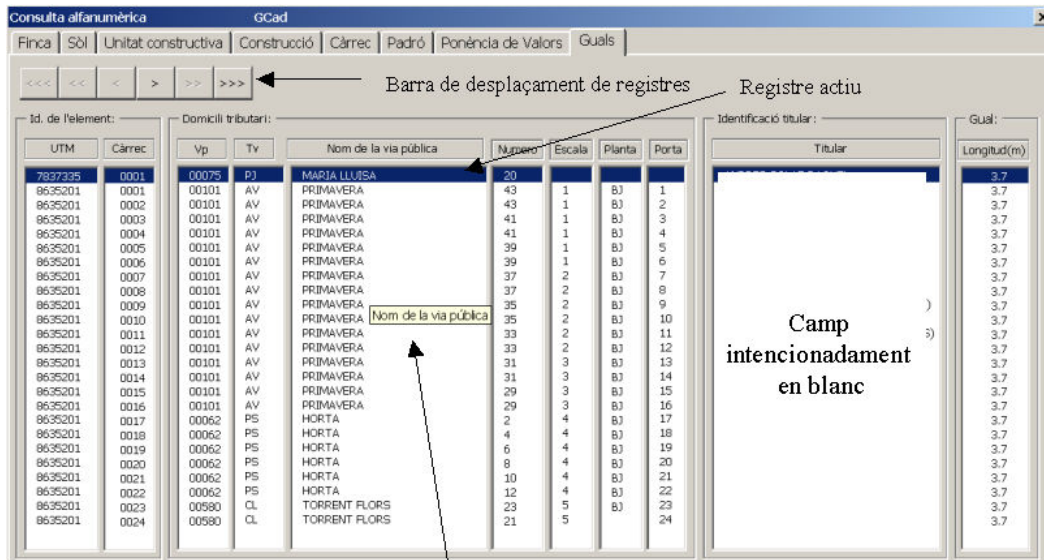 Consulta alfanumèrica GCad
Finca Sòl Unitat constructiva Construcció Càrrec Padró Ponència de Valors Guals
<<< << < > >> >>> Barra de desplaçament de registres Registre actiu
Id. de l'element: Domicili tributari: Identificació titular: Gual:
UTM Càrrec Vp Tv Nom de la via pública Numero Escala Planta Porta Titular Longitud(m)
7837335 0001 00075 PJ MARIA LLUÏSA 20 3.7
8635201 0001 00101 AV PRIMAVERA 43 1 BJ 1 3.7
8635201 0002 00101 AV PRIMAVERA 43 1 BJ 2 3.7
8635201 0003 00101 AV PRIMAVERA 41 1 BJ 3 3.7
8635201 0004 00101 AV PRIMAVERA 41 1 BJ 4 3.7
8635201 0005 00101 AV PRIMAVERA 39 1 BJ 5 3.7
8635201 0006 00101 AV PRIMAVERA 39 1 BJ 6 3.7
8635201 0007 00101 AV PRIMAVERA 37 2 BJ 7 3.7
8635201 0008 00101 AV PRIMAVERA 37 2 BJ 8 3.7
8635201 0009 00101 AV PRIMAVERA 35 2 BJ 9 ) 3.7
8635201 0010 00101 AV PRIMAVERA Nom de la via pública 35 2 BJ 10 Camp 3.7
8635201 0011 00101 AV PRIMAVERA 33 2 BJ 11 ) 3.7
8635201 0012 00101 AV PRIMAVERA 33 2 BJ 12 intencionadament 3.7
8635201 0013 00101 AV PRIMAVERA 31 3 BJ 13 3.7
8635201 0014 00101 AV PRIMAVERA 31 3 BJ 14 en blanc 3.7
8635201 0015 00101 AV PRIMAVERA 29 3 BJ 15 3.7
8635201 0016 00101 AV PRIMAVERA 29 3 BJ 16 3.7
8635201 0017 00062 PS HORTA 2 4 BJ 17 3.7
8635201 0018 00062 PS HORTA 4 4 BJ 18 3.7
8635201 0019 00062 PS HORTA 6 4 BJ 19 3.7
8635201 0020 00062 PS HORTA 8 4 BJ 20 3.7
8635201 0021 00062 PS HORTA 10 4 BJ 21 3.7
8635201 0022 00062 PS HORTA 12 4 BJ 22 3.7
8635201 0023 00580 CL TORRENT FLORS 23 5 BJ 23 3.7
8635201 0024 00580 CL TORRENT FLORS 21 5 24 3.7